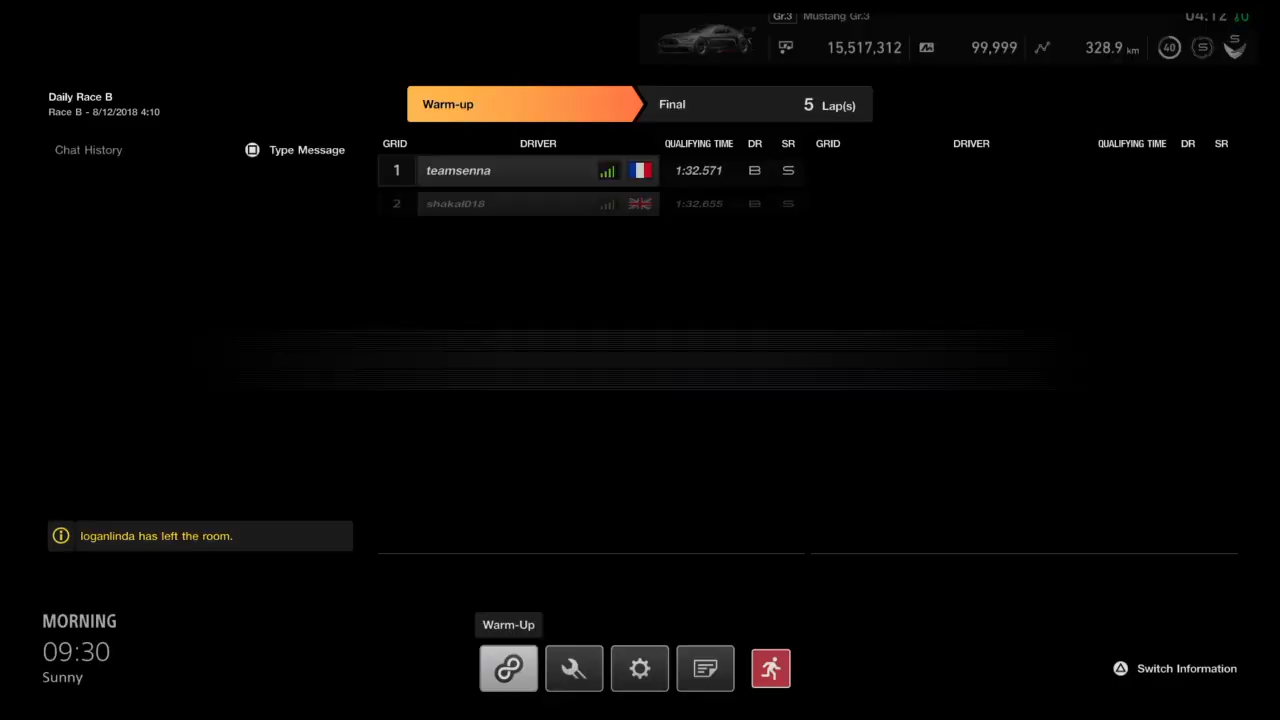 Gr.3 Mustang Gr.3
04:12
15,517,312 99,999 328.9 km 40 S S
Daily Race B
Race B - 8/12/2018 4:10
Warm-up Final 5 Lap(s)
Chat History Type Message
GRID DRIVER QUALIFYING TIME DR SR GRID DRIVER QUALIFYING TIME DR SR
1 teamsenna 1:32.571 B S
2 shakal018 1:32.655 B S
loganlinda has left the room.
MORNING
09:30
Sunny
Warm-Up
Switch Information